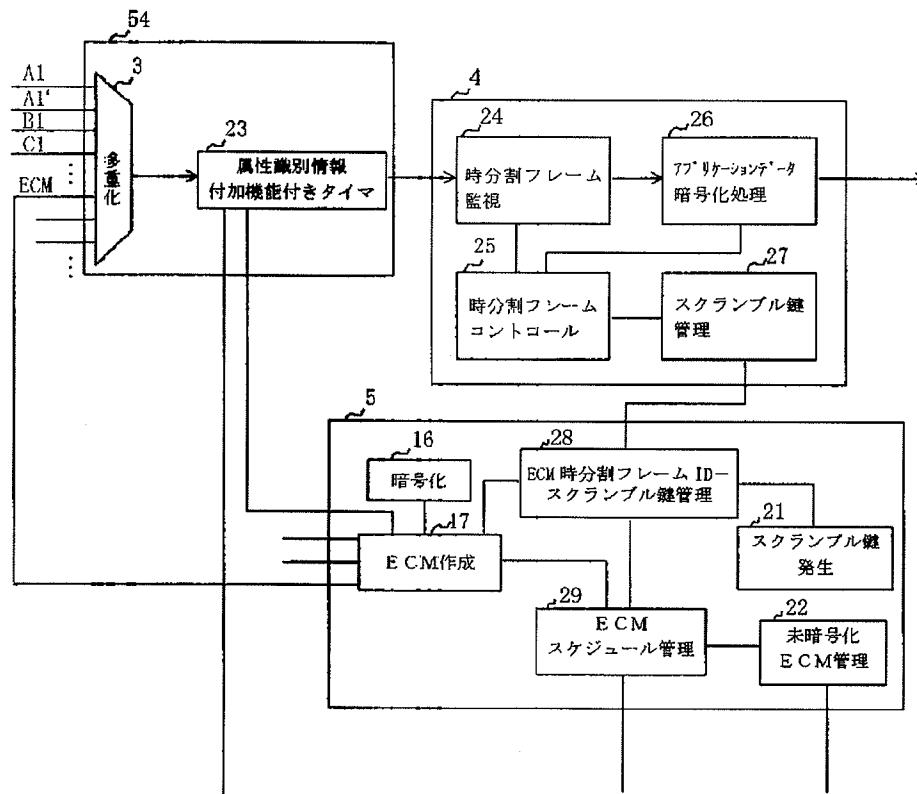 54
3
A1
A1'
B1
C1
ECM
多重化
23
属性識別情報
付加機能付きタイマ
4
24
時分割フレーム
監視
26
アプリケーションデータ
暗号化処理
25
時分割フレーム
コントロール
27
スクランブル鍵
管理
5
16
暗号化
17
ECM作成
28
ECM時分割フレームID－
スクランブル鍵管理
21
スクランブル鍵
発生
29
ECM
スケジュール管理
22
未暗号化
ECM管理